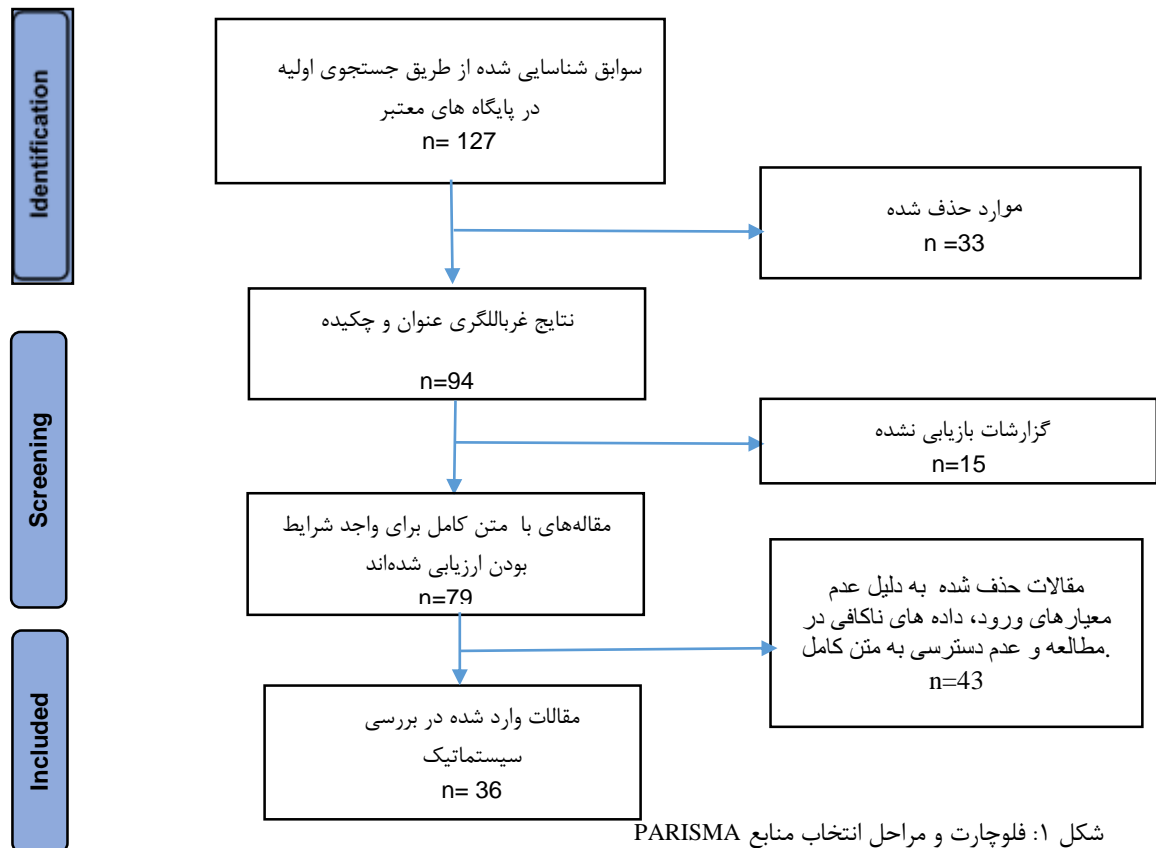 Identification
سوابق شناسایی شده از طریق جستجوی اولیه
در پایگاه های معتبر
n= 127
موارد حذف شده
n =33
نتایج غرباللگری عنوان و چکیده
n=94
Screening
گزارشات بازیابی نشده
n=15
مقاله‌های با متن کامل برای واجد شرایط
بودن ارزیابی شده‌اند
n=79
مقالات حذف شده به دلیل عدم
معیارهای ورود، داده های ناکافی در
مطالعه و عدم دسترسی به متن کامل.
n=43
Included
مقالات وارد شده در بررسی
سیستماتیک
n= 36
شکل ۱: فلوچارت و مراحل انتخاب منابع PARISMA